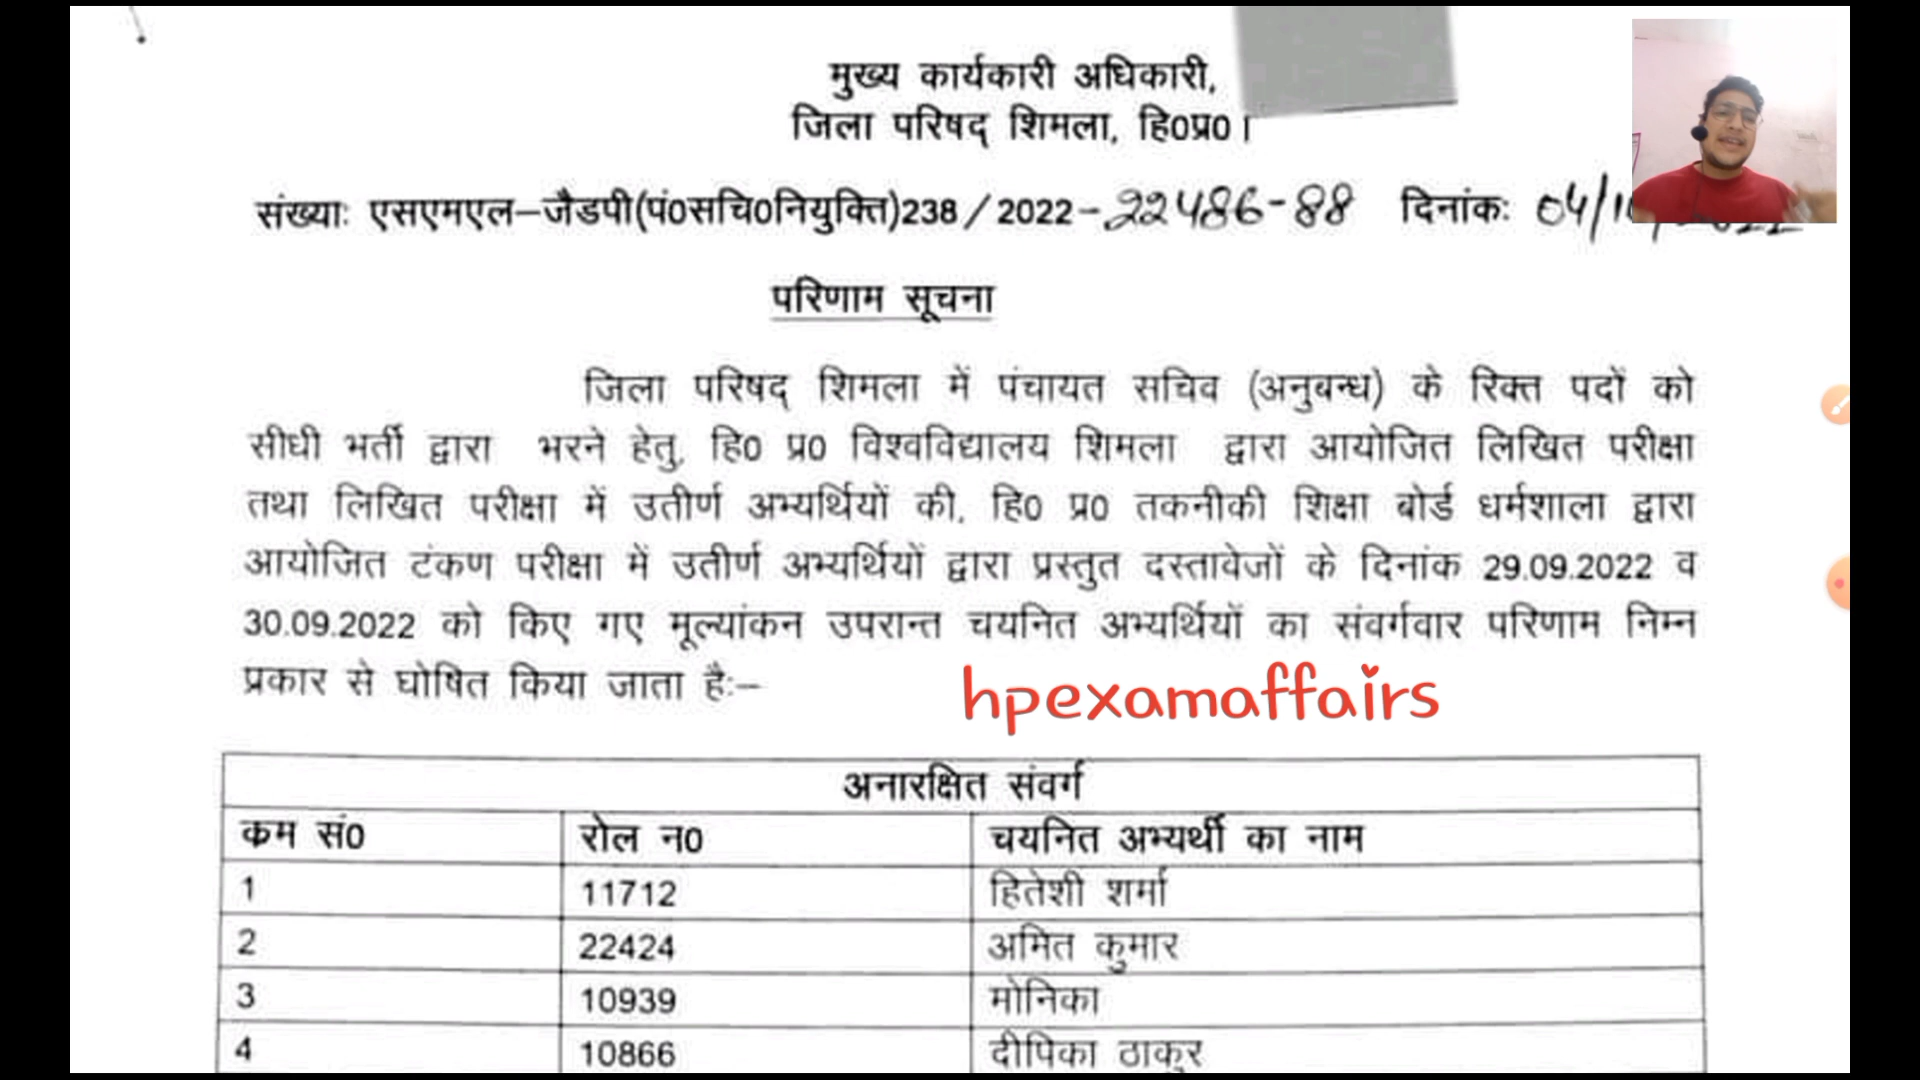 मुख्य कार्यकारी अधिकारी,
जिला परिषद् शिमला, हि0प्र0।
संख्याः एसएमएल–जैडपी(पं0सचि0नियुक्ति)238 / 2022-22486-88 दिनांकः 04/
परिणाम सूचना
जिला परिषद् शिमला में पंचायत सचिव (अनुबन्ध) के रिक्त पदों को
सीधी भर्ती द्वारा भरने हेतु, हि0 प्र0 विश्वविद्यालय शिमला द्वारा आयोजित लिखित परीक्षा
तथा लिखित परीक्षा में उतीर्ण अभ्यर्थियों की, हि0 प्र0 तकनीकी शिक्षा बोर्ड धर्मशाला द्वारा
आयोजित टंकण परीक्षा में उतीर्ण अभ्यर्थियों द्वारा प्रस्तुत दस्तावेजों के दिनांक 29.09.2022 व
30.09.2022 को किए गए मूल्यांकन उपरान्त चयनित अभ्यर्थियों का संवर्गवार परिणाम निम्न
प्रकार से घोषित किया जाता है:–
hpexamaffairs
अनारक्षित संवर्ग
कम सं0 रोल न0 चयनित अभ्यर्थी का नाम
1 11712 हितेशी शर्मा
2 22424 अमित कुमार
3 10939 मोनिका
4 10866 दीपिका ठाकुर